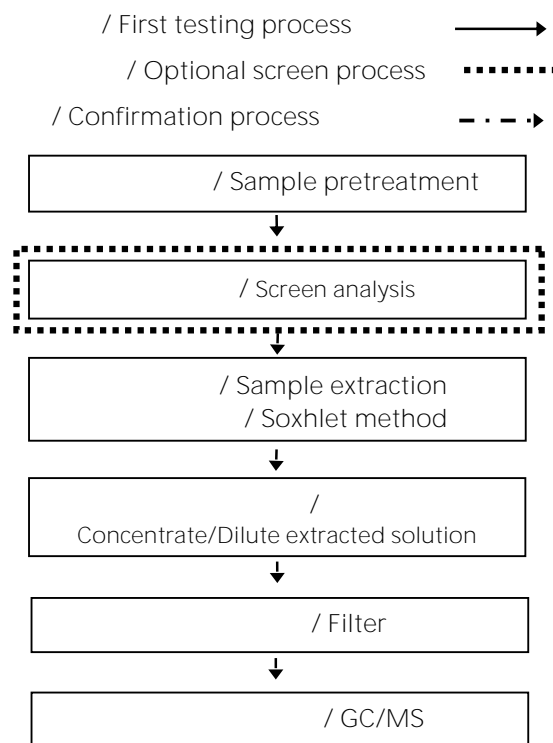 / First testing process
/ Optional screen process
/ Confirmation process
/ Sample pretreatment
/ Screen analysis
/ Sample extraction
/ Soxhlet method
/
Concentrate/Dilute extracted solution
/ Filter
/ GC/MS